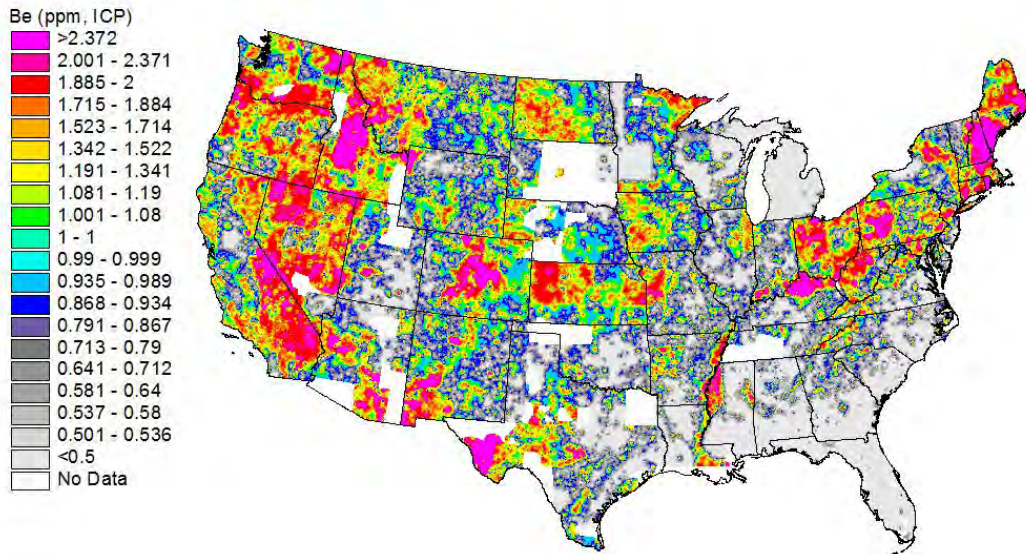 Be (ppm, ICP)
>2.372
2.001 - 2.371
1.885 - 2
1.715 - 1.884
1.523 - 1.714
1.342 - 1.522
1.191 - 1.341
1.081 - 1.19
1.001 - 1.08
1 - 1
0.99 - 0.999
0.935 - 0.989
0.868 - 0.934
0.791 - 0.867
0.713 - 0.79
0.641 - 0.712
0.581 - 0.64
0.537 - 0.58
0.501 - 0.536
<0.5
No Data